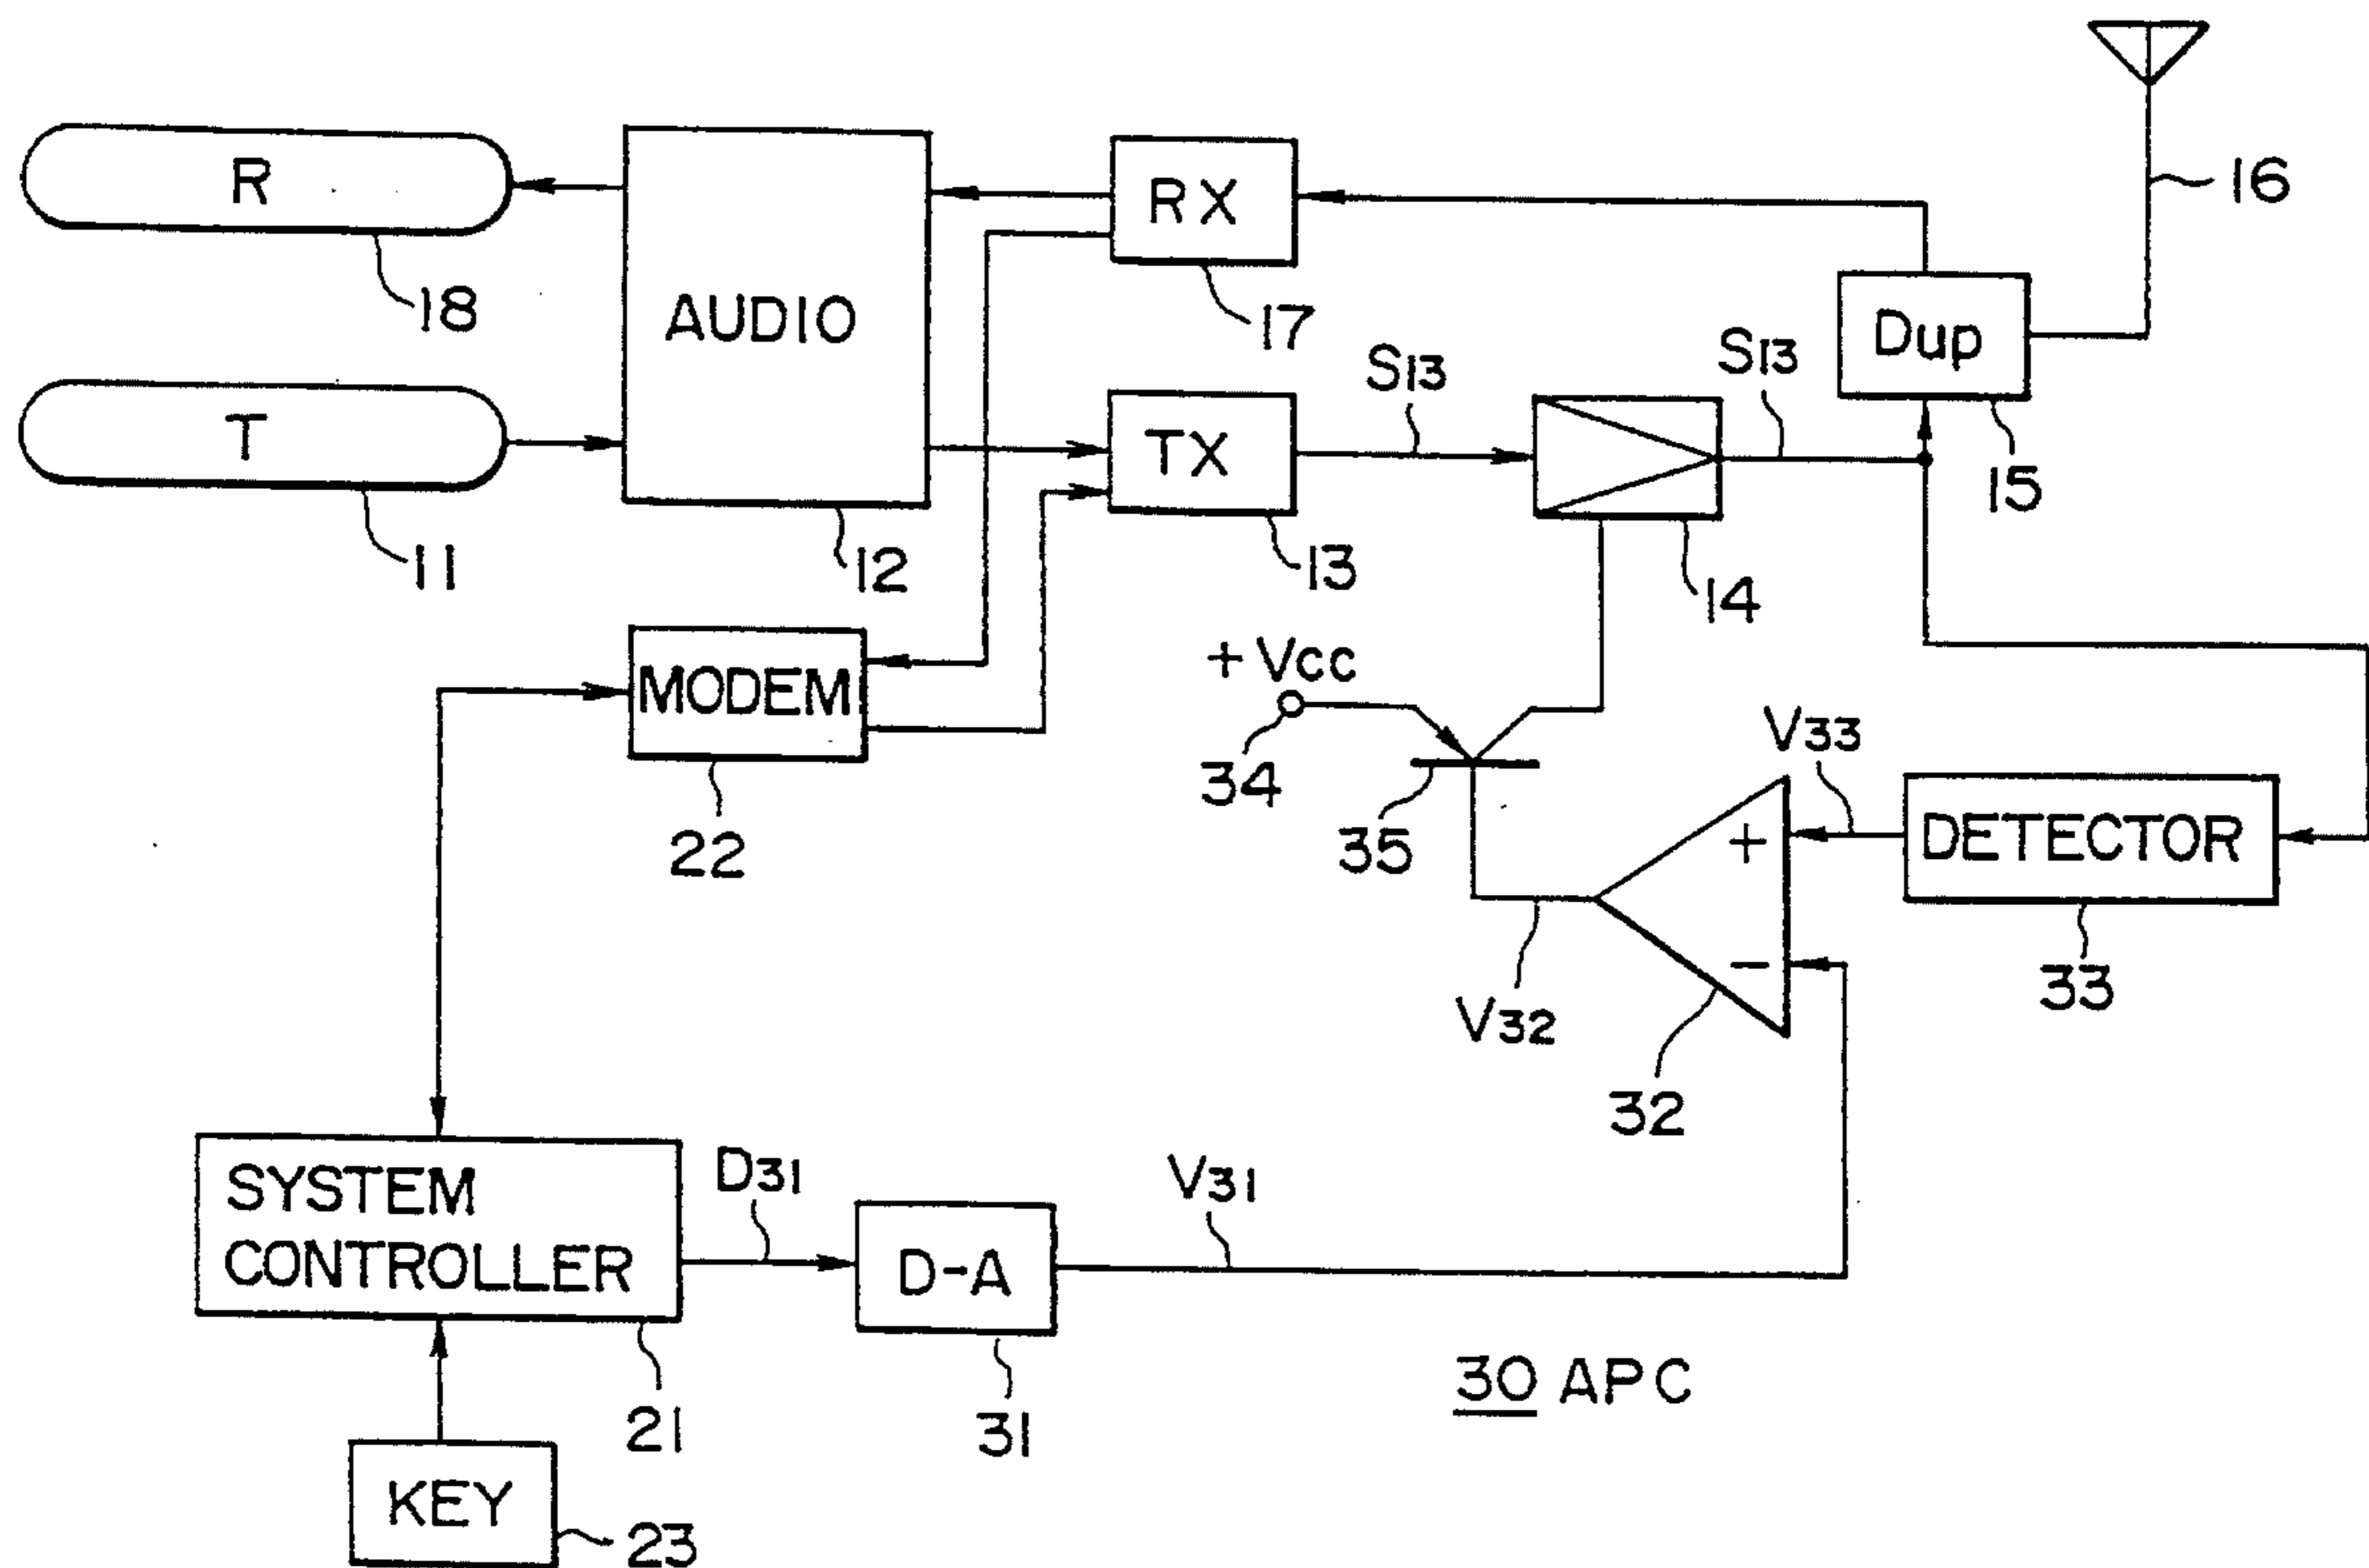 R
18
AUDIO
RX
17
16
T
11
12
TX
13
S13
S13
14
Dup
15
MODEM
22
+ Vcc
34
35
V33
+
−
DETECTOR
33
V32
32
SYSTEM
CONTROLLER
21
D31
D-A
31
V31
KEY
23
30 APC